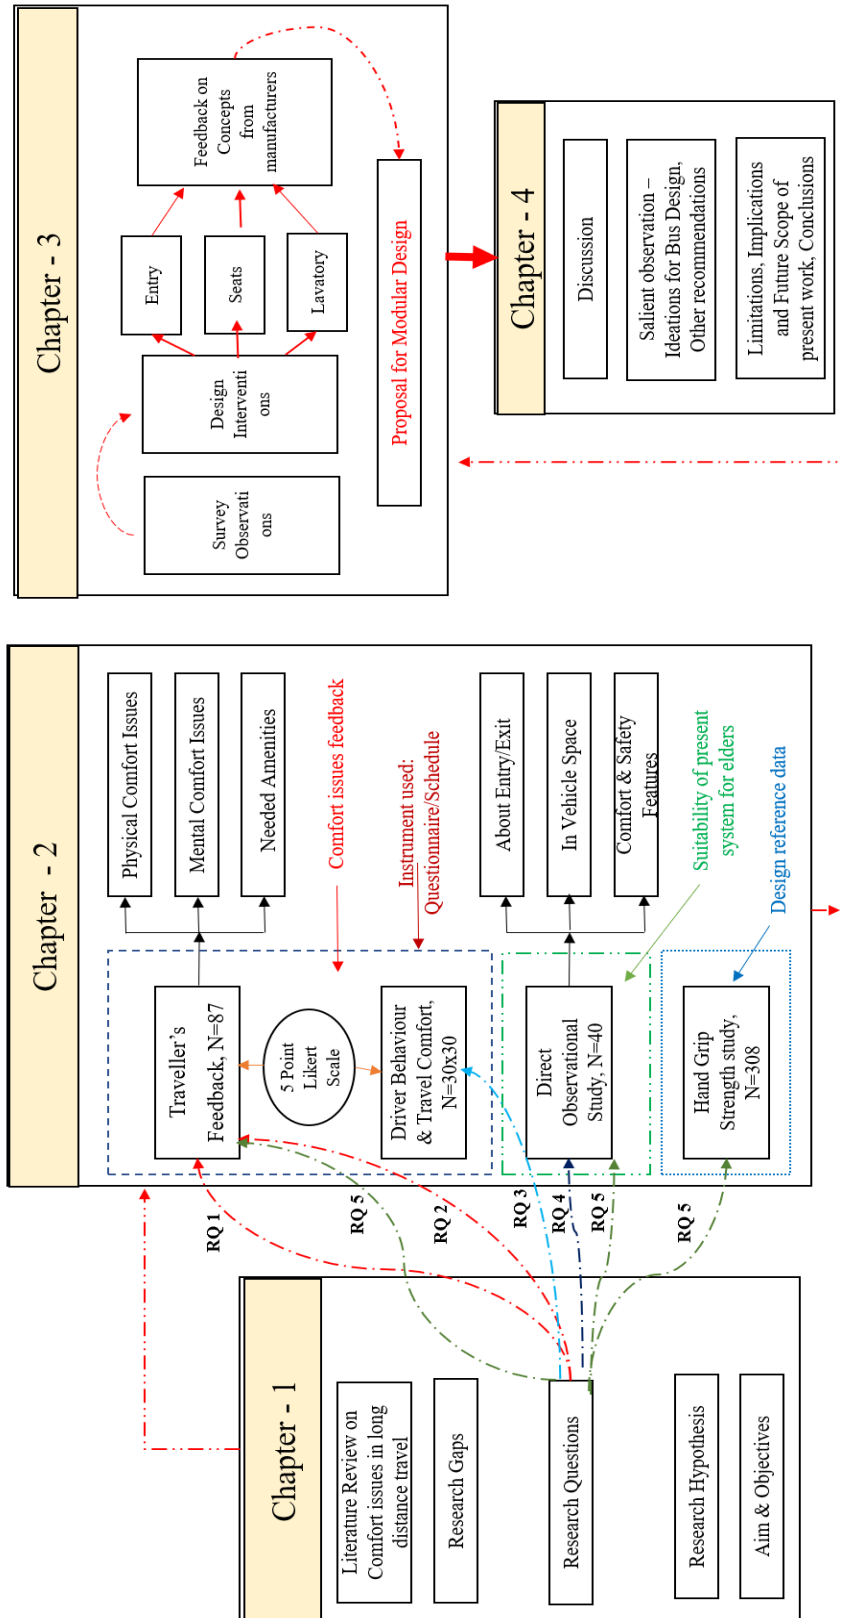 Chapter - 1
Literature Review on
Comfort issues in long
distance travel
Research Gaps
Research Questions
Research Hypothesis
Aim & Objectives
RQ 1
RQ 5
RQ 2
RQ 3
RQ 4
RQ 5
RQ 5
Chapter - 2
Traveller’s
Feedback, N=87
5 Point
Likert
Scale
Driver Behaviour
& Travel Comfort,
N=30x30
Direct
Observational
Study, N=40
Hand Grip
Strength study,
N=308
Physical Comfort Issues
Mental Comfort Issues
Needed Amenities
Comfort issues feedback
Instrument used:
Questionnaire/Schedule
About Entry/Exit
In Vehicle Space
Comfort & Safety
Features
Suitability of present
system for elders
Design reference data
Chapter - 3
Survey
Observati
ons
Design
Interventi
ons
Entry
Seats
Lavatory
Feedback on
Concepts
from
manufacturers
Proposal for Modular Design
Chapter - 4
Discussion
Salient observation –
Ideations for Bus Design,
Other recommendations
Limitations, Implications
and Future Scope of
present work, Conclusions